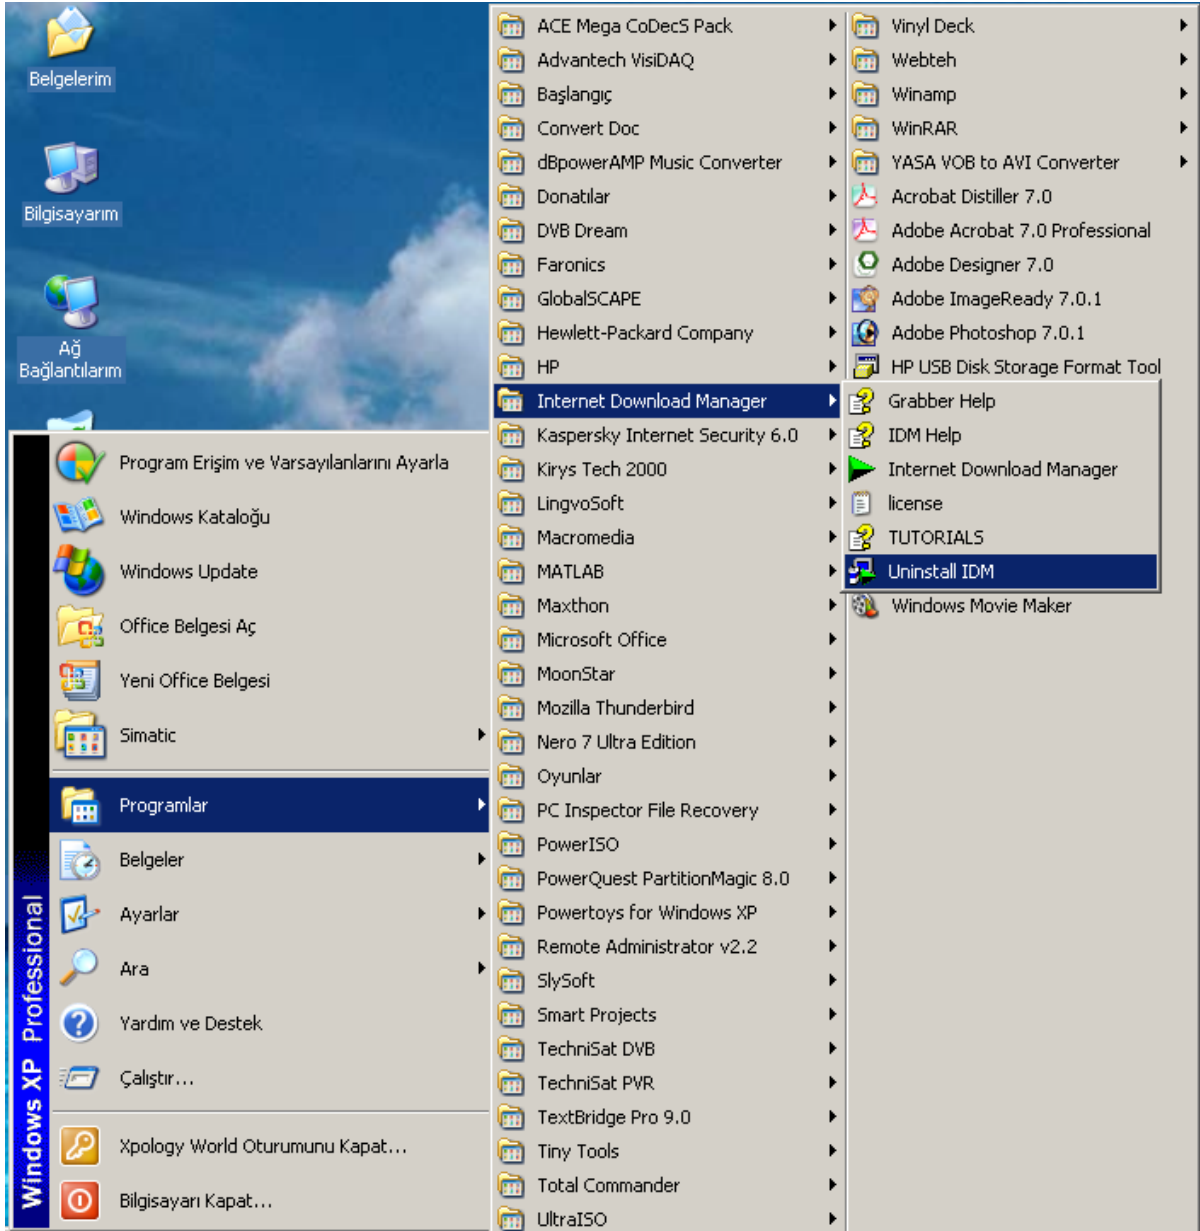 Belgelerim
Bilgisayarım
Ağ
Bağlantılarım
Program Erişim ve Varsayılanlarını Ayarla
Windows Kataloğu
Windows Update
Office Belgesi Aç
Yeni Office Belgesi
Simatic
Programlar
Belgeler
Ayarlar
Ara
Yardım ve Destek
Çalıştır...
Xpology World Oturumunu Kapat...
Bilgisayarı Kapat...
Windows XP Professional
ACE Mega CoDecS Pack
Advantech VisiDAQ
Başlangıç
Convert Doc
dBpowerAMP Music Converter
Donatılar
DVB Dream
Faronics
GlobalSCAPE
Hewlett-Packard Company
HP
Internet Download Manager
Kaspersky Internet Security 6.0
Kirys Tech 2000
LingvoSoft
Macromedia
MATLAB
Maxthon
Microsoft Office
MoonStar
Mozilla Thunderbird
Nero 7 Ultra Edition
Oyunlar
PC Inspector File Recovery
PowerISO
PowerQuest PartitionMagic 8.0
Powertoys for Windows XP
Remote Administrator v2.2
SlySoft
Smart Projects
TechniSat DVB
TechniSat PVR
TextBridge Pro 9.0
Tiny Tools
Total Commander
UltraISO
Vinyl Deck
Webteh
Winamp
WinRAR
YASA VOB to AVI Converter
Acrobat Distiller 7.0
Adobe Acrobat 7.0 Professional
Adobe Designer 7.0
Adobe ImageReady 7.0.1
Adobe Photoshop 7.0.1
HP USB Disk Storage Format Tool
Grabber Help
IDM Help
Internet Download Manager
license
TUTORIALS
Uninstall IDM
Windows Movie Maker